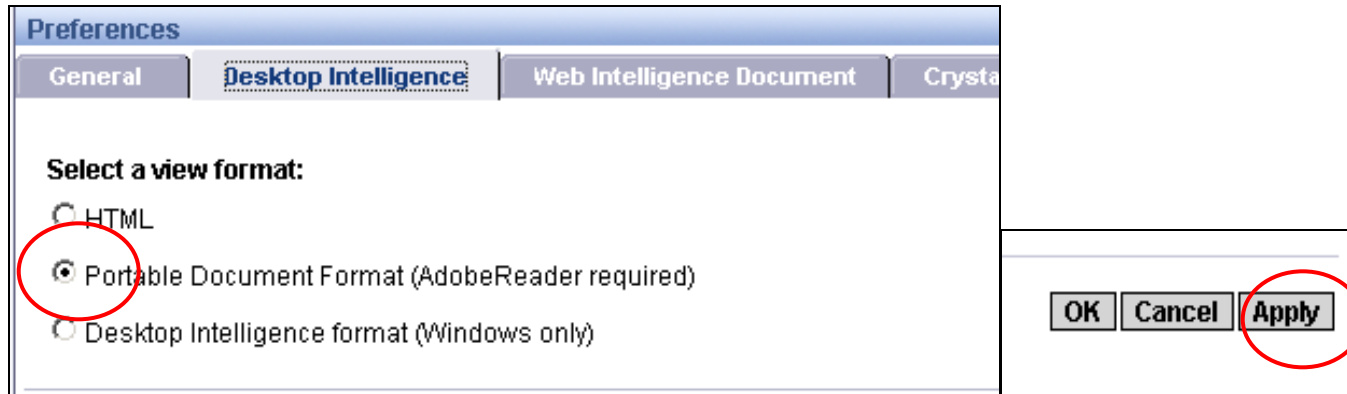 Preferences
General Desktop Intelligence Web Intelligence Document Crysta
Select a view format:
HTML
Portable Document Format (AdobeReader required)
Desktop Intelligence format (Windows only)
OK Cancel Apply